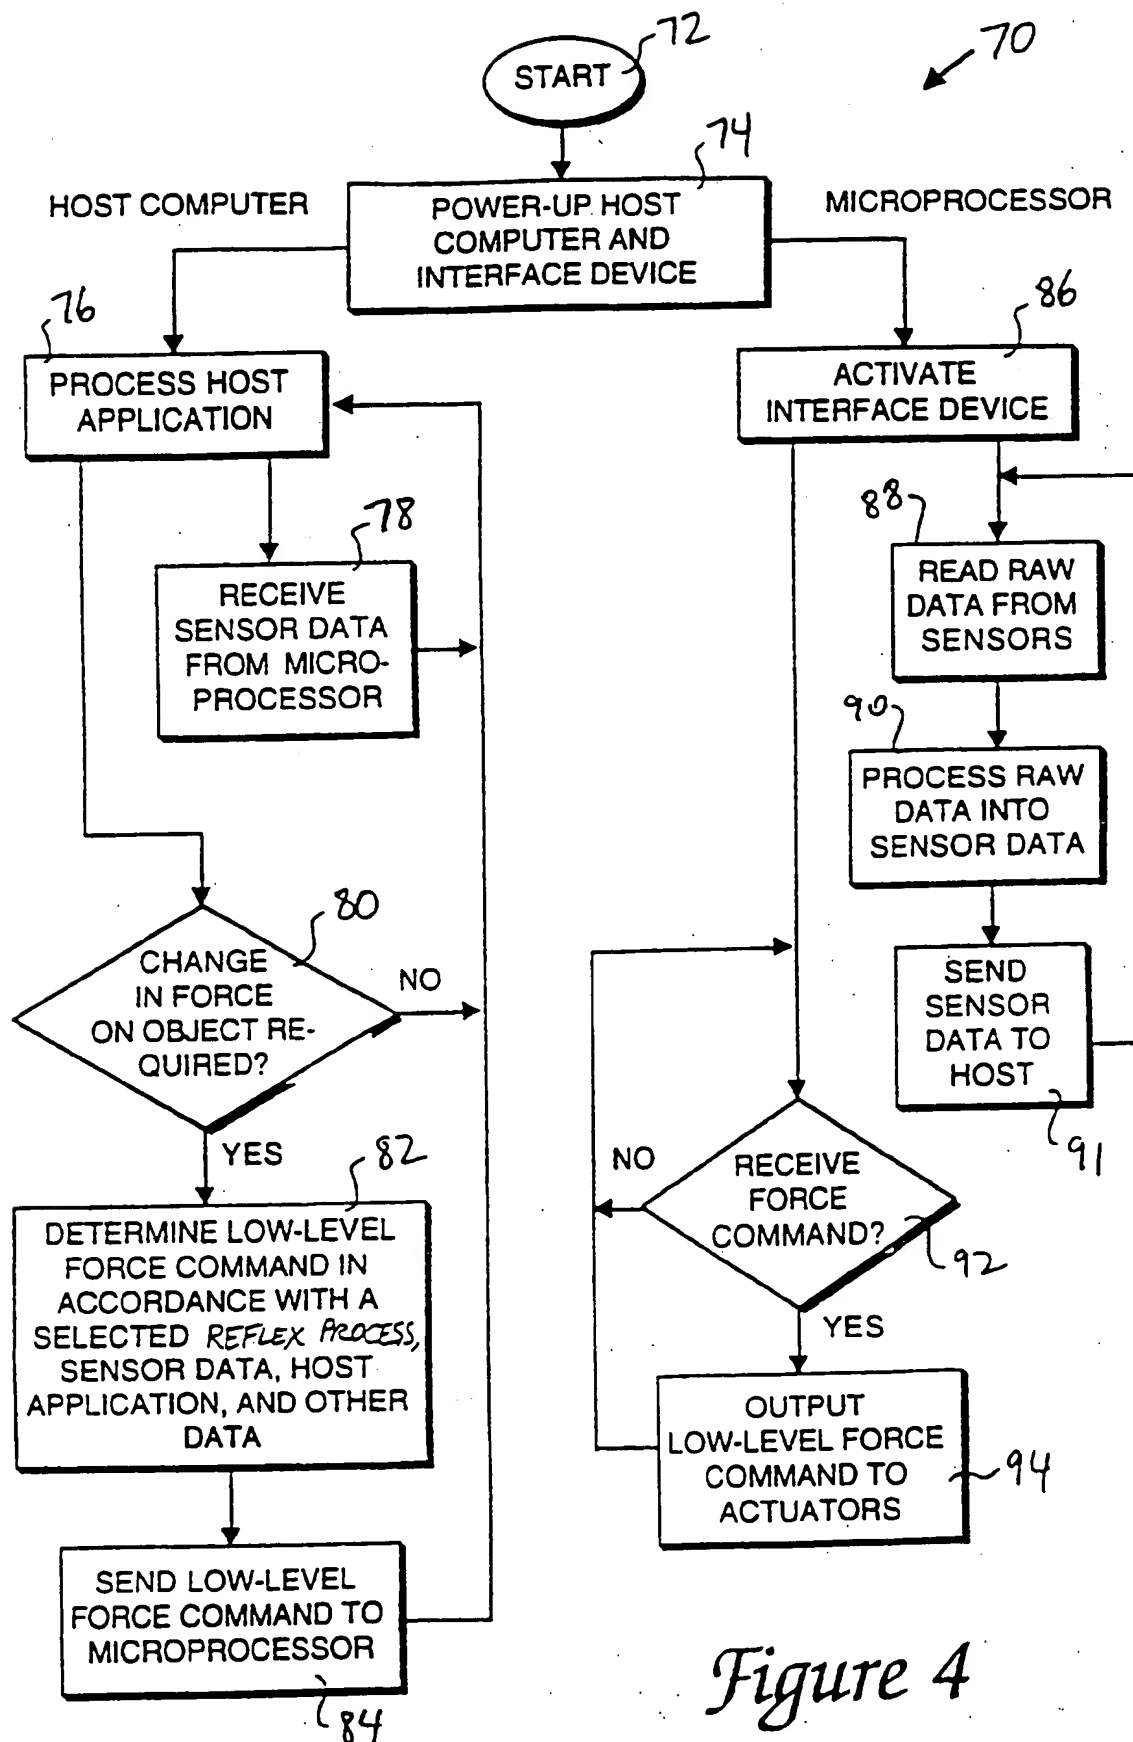 72
70
START
74
HOST COMPUTER
MICROPROCESSOR
POWER-UP HOST
COMPUTER AND
INTERFACE DEVICE
76
PROCESS HOST
APPLICATION
86
ACTIVATE
INTERFACE DEVICE
78
RECEIVE
SENSOR DATA
FROM MICRO-
PROCESSOR
88
READ RAW
DATA FROM
SENSORS
90
PROCESS RAW
DATA INTO
SENSOR DATA
80
CHANGE
IN FORCE
ON OBJECT RE-
QUIRED?
NO
YES
SEND
SENSOR
DATA TO
HOST
91
82
DETERMINE LOW-LEVEL
FORCE COMMAND IN
ACCORDANCE WITH A
SELECTED REFLEX PROCESS,
SENSOR DATA, HOST
APPLICATION, AND OTHER
DATA
NO
RECEIVE
FORCE
COMMAND?
92
YES
OUTPUT
LOW-LEVEL FORCE
COMMAND TO
ACTUATORS
94
SEND LOW-LEVEL
FORCE COMMAND TO
MICROPROCESSOR
84
Figure 4